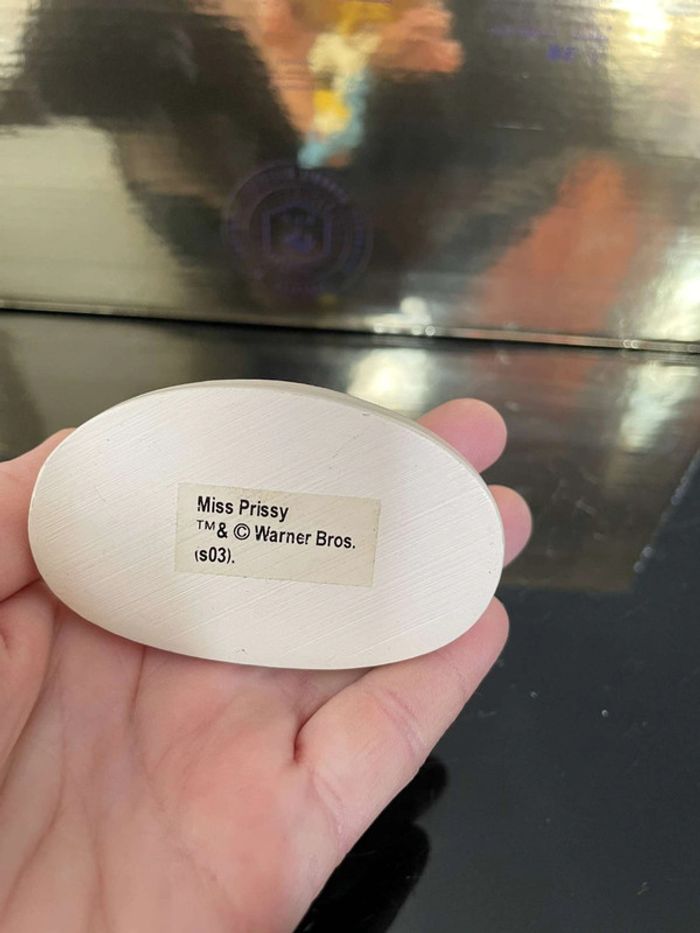 Miss Prissy
™& © Warner Bros.
(s03).